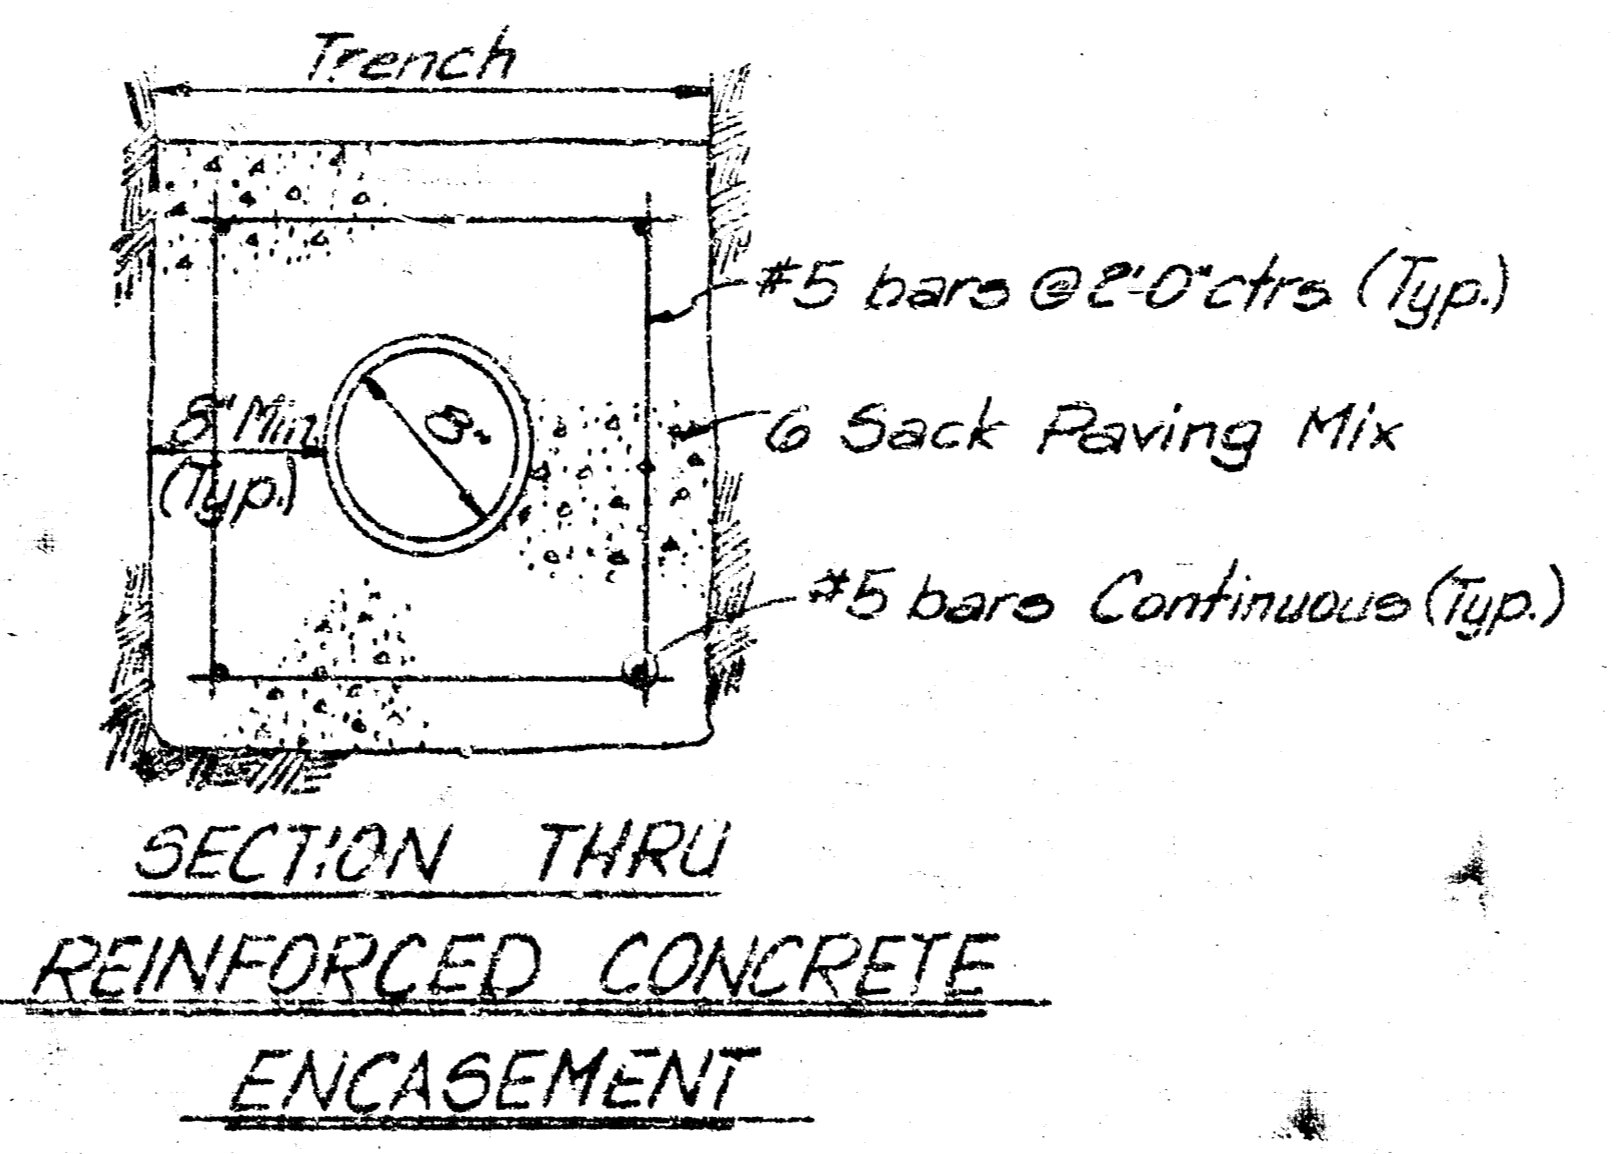 Trench
#5 bars @ 2'-0" ctrs (Typ.)
8" Min.
(Typ.)
8"
6 Sack Paving Mix
#5 bars Continuous (Typ.)
SECTION THRU
REINFORCED CONCRETE
ENCASEMENT